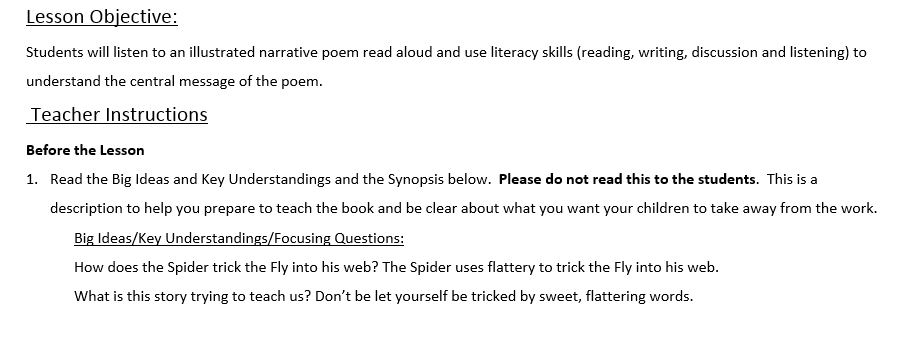 Lesson Objective:
Students will listen to an illustrated narrative poem read aloud and use literacy skills (reading, writing, discussion and listening) to
understand the central message of the poem.
Teacher Instructions
Before the Lesson
1. Read the Big Ideas and Key Understandings and the Synopsis below. Please do not read this to the students. This is a
description to help you prepare to teach the book and be clear about what you want your children to take away from the work.
Big Ideas/Key Understandings/Focusing Questions:
How does the Spider trick the Fly into his web? The Spider uses flattery to trick the Fly into his web.
What is this story trying to teach us? Don’t be let yourself be tricked by sweet, flattering words.